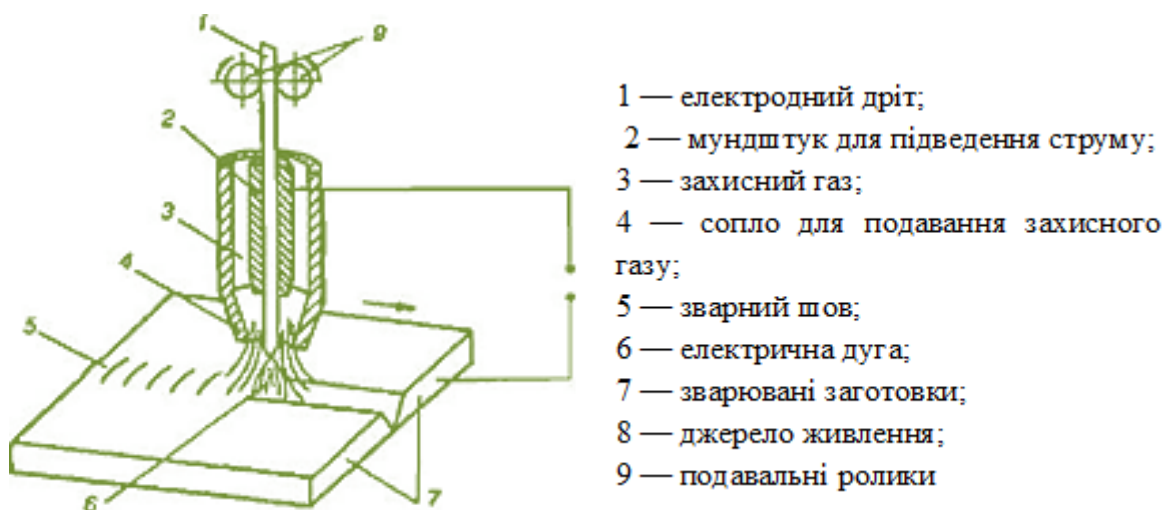 1
9
2
3
4
5
6
7
1 — електродний дріт;
2 — мундштук для підведення струму;
3 — захисний газ;
4 — сопло для подавання захисного
газу;
5 — зварний шов;
6 — електрична дуга;
7 — зварювані заготовки;
8 — джерело живлення;
9 — подавальні ролики